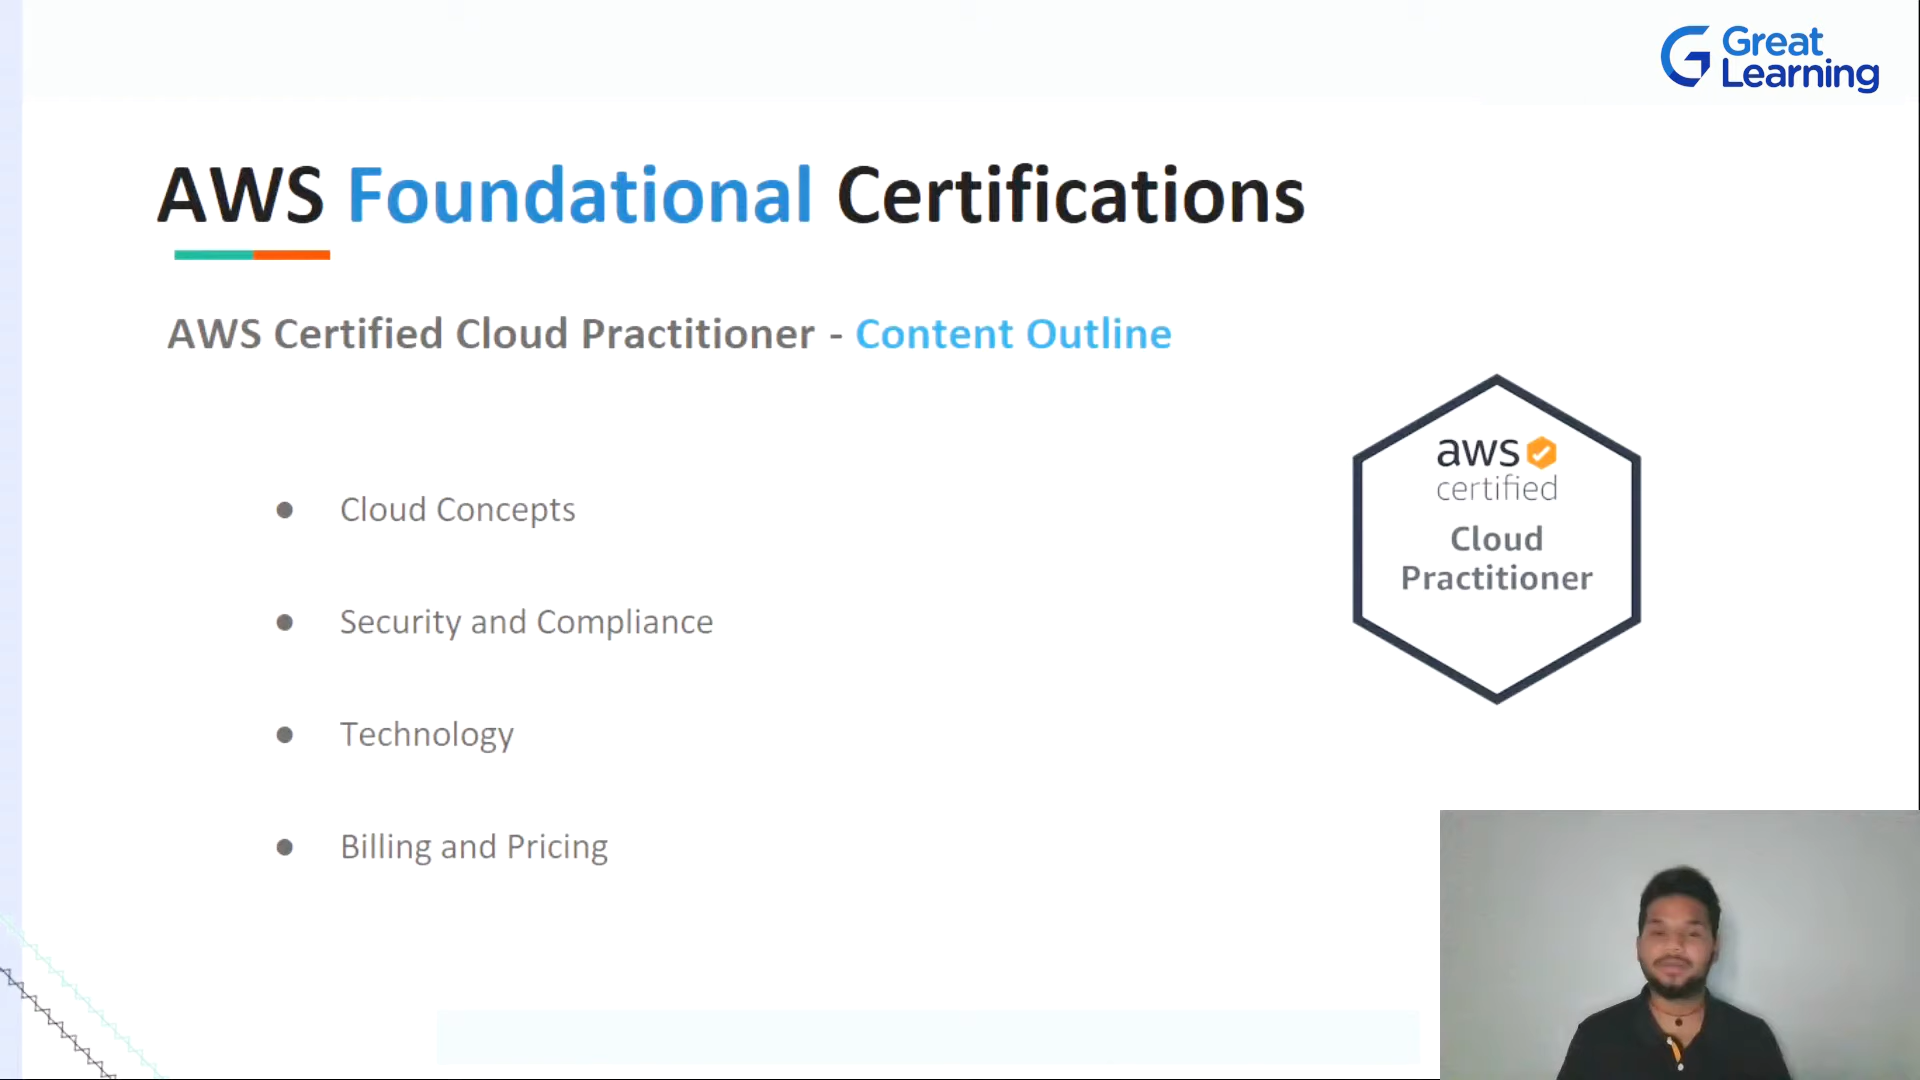 Great
Learning
AWS Foundational Certifications
AWS Certified Cloud Practitioner - Content Outline
● Cloud Concepts
● Security and Compliance
● Technology
● Billing and Pricing
aws
certified
Cloud
Practitioner